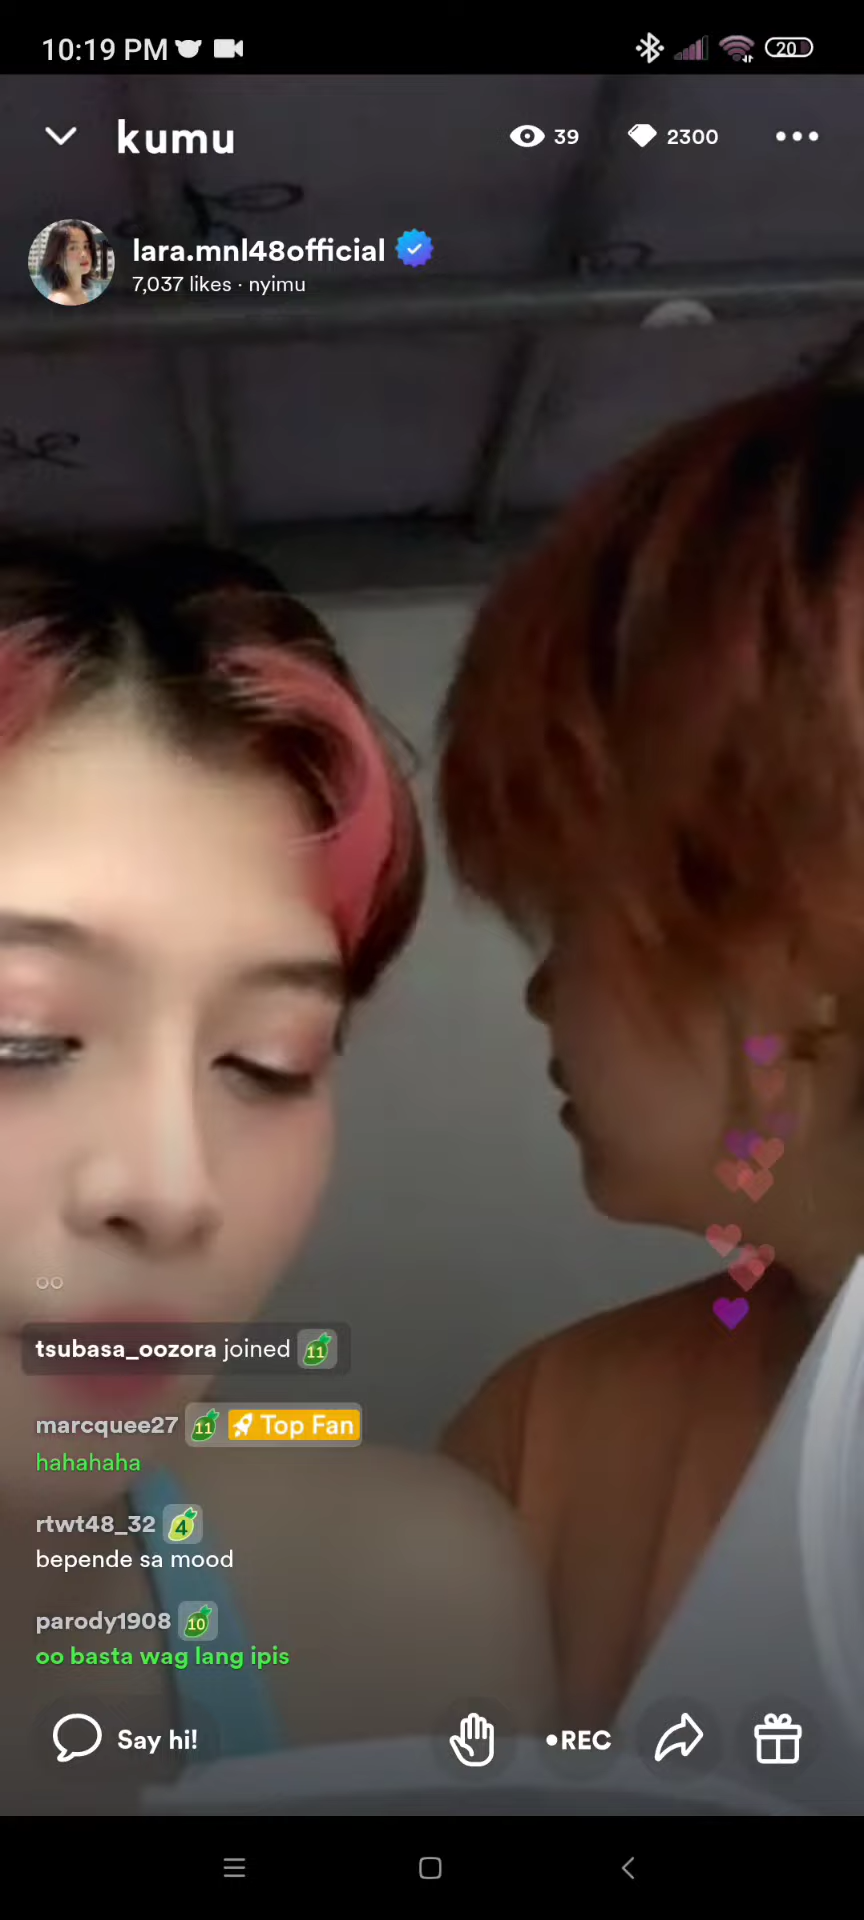 10:19 PM
20
kumu
39
2300
lara.mnl48official
7,037 likes · nyimu
oo
tsubasa_oozora joined 11
marcquee27 11 Top Fan
hahahaha
rtwt48_32 4
bepende sa mood
parody1908 10
oo basta wag lang ipis
Say hi!
•REC